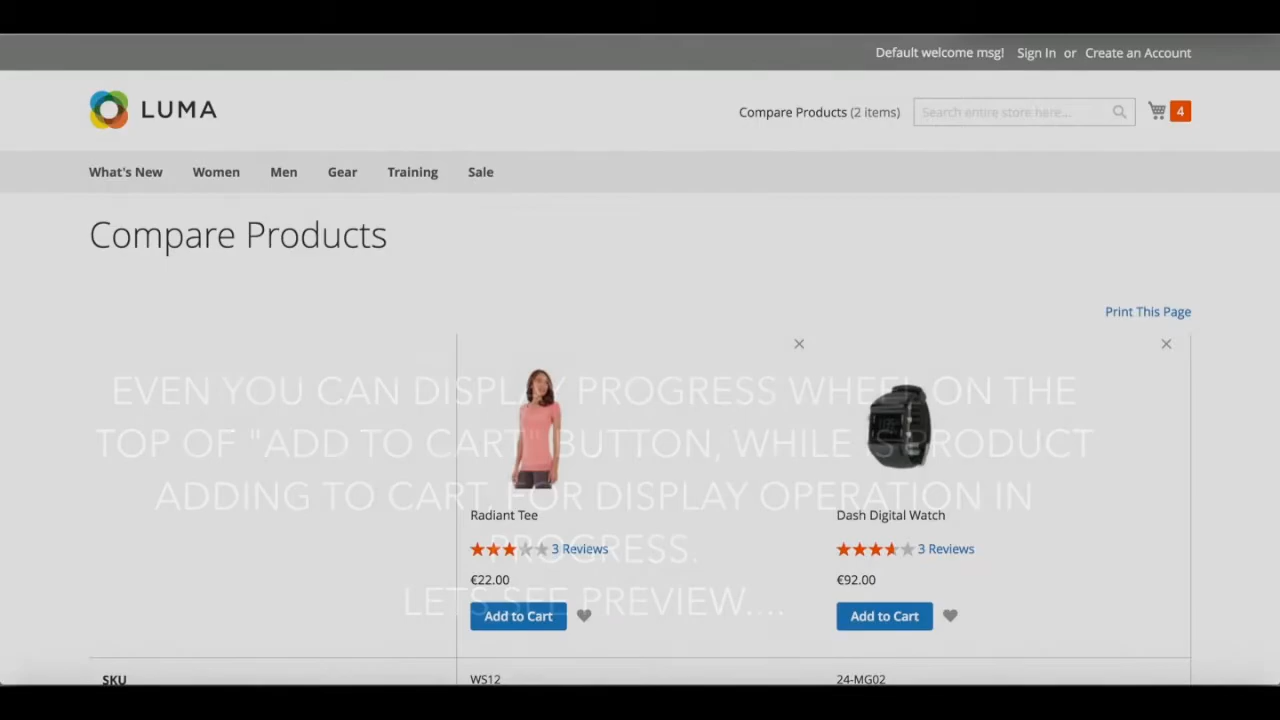 Default welcome msg! Sign In or Create an Account
LUMA
Compare Products (2 items)
Search entire store here...
4
What's New Women Men Gear Training Sale
Compare Products
Print This Page
EVEN YOU CAN DISPLAY PROGRESS WHEEL ON THE
TOP OF "ADD TO CART" BUTTON, WHILE 'S PRODUCT
ADDING TO CART, FOR DISPLAY OPERATION IN
PROGRESS.
LETS SEE PREVIEW....
Radiant Tee
3 Reviews
€22.00
Add to Cart
Dash Digital Watch
3 Reviews
€92.00
Add to Cart
SKU WS12 24-MG02